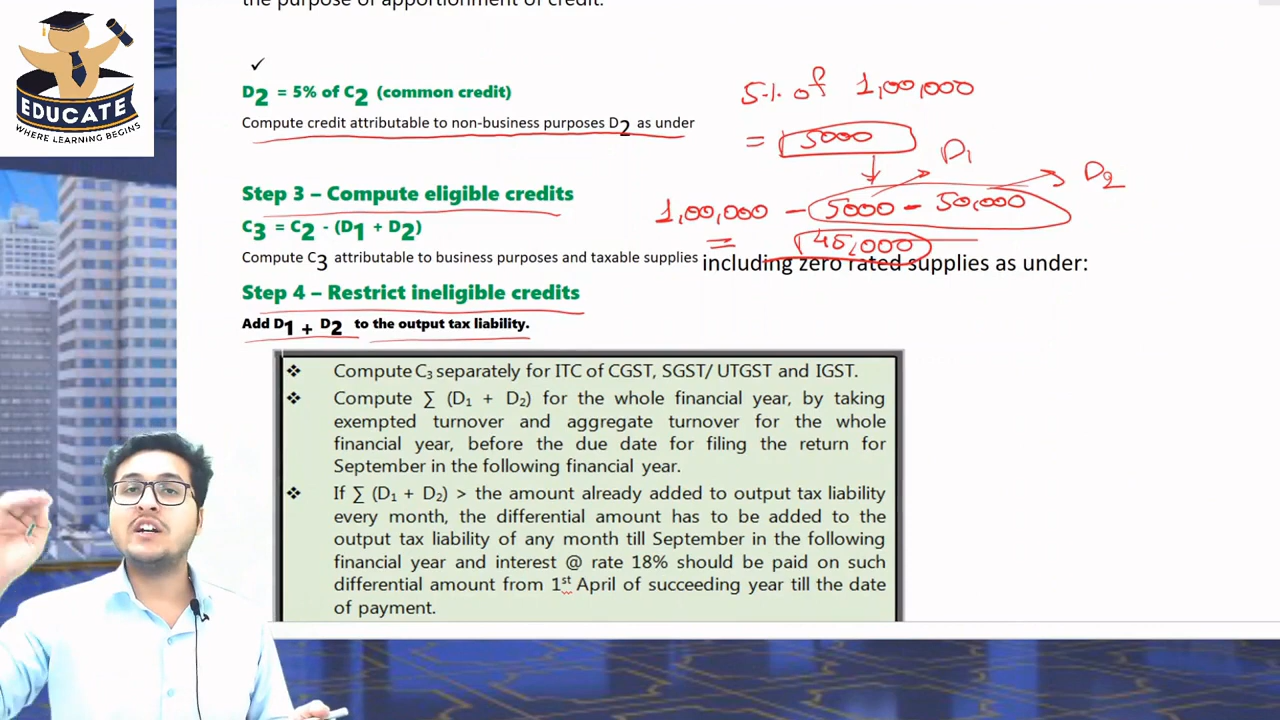 the purpose of apportionment of credit.
EDUCATE
WHERE LEARNING BEGINS
✓
D2 = 5% of C2 (common credit)
Compute credit attributable to non-business purposes D2 as under
5% of 1,00,000
= 5000
D1
D2
1,00,000 - 5000 - 50,000
= 45,000
Step 3 – Compute eligible credits
C3 = C2 - (D1 + D2)
Compute C3 attributable to business purposes and taxable supplies including zero rated supplies as under:
Step 4 – Restrict ineligible credits
Add D1 + D2 to the output tax liability.
❖ Compute C3 separately for ITC of CGST, SGST/ UTGST and IGST.
❖ Compute ∑ (D1 + D2) for the whole financial year, by taking
exempted turnover and aggregate turnover for the whole
financial year, before the due date for filing the return for
September in the following financial year.
❖ If ∑ (D1 + D2) > the amount already added to output tax liability
every month, the differential amount has to be added to the
output tax liability of any month till September in the following
financial year and interest @ rate 18% should be paid on such
differential amount from 1st April of succeeding year till the date
of payment.